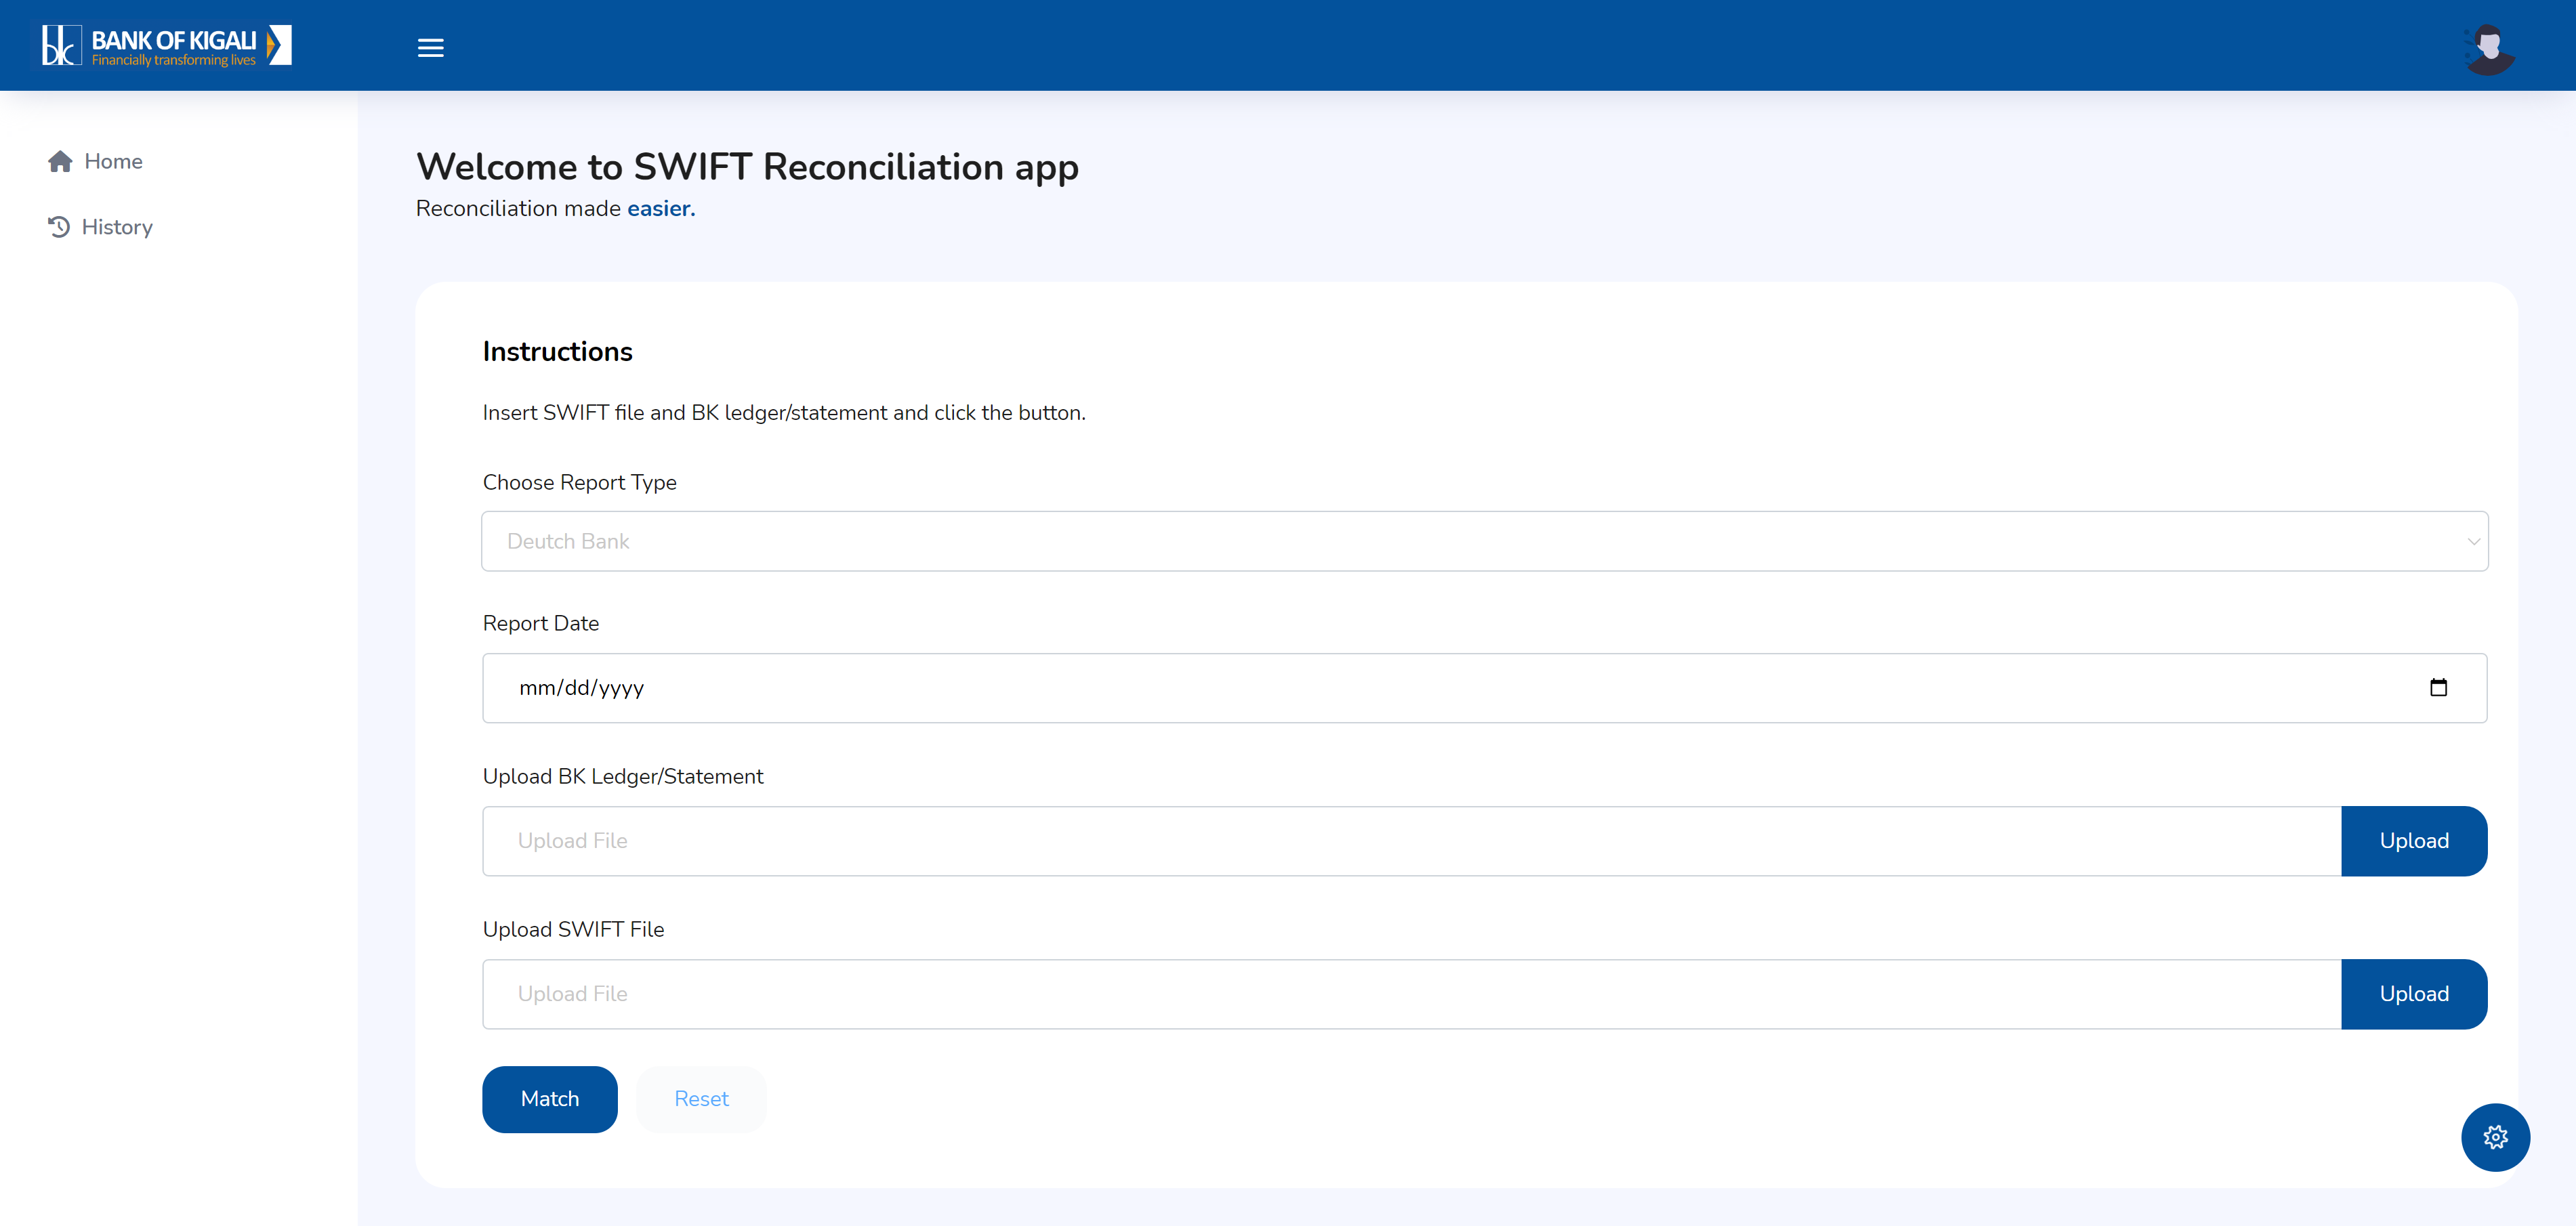 bk BANK OF KIGALI
Financially transforming lives
Home
History
Welcome to SWIFT Reconciliation app
Reconciliation made easier.
Instructions
Insert SWIFT file and BK ledger/statement and click the button.
Choose Report Type
Deutch Bank
Report Date
mm/dd/yyyy
Upload BK Ledger/Statement
Upload File Upload
Upload SWIFT File
Upload File Upload
Match Reset